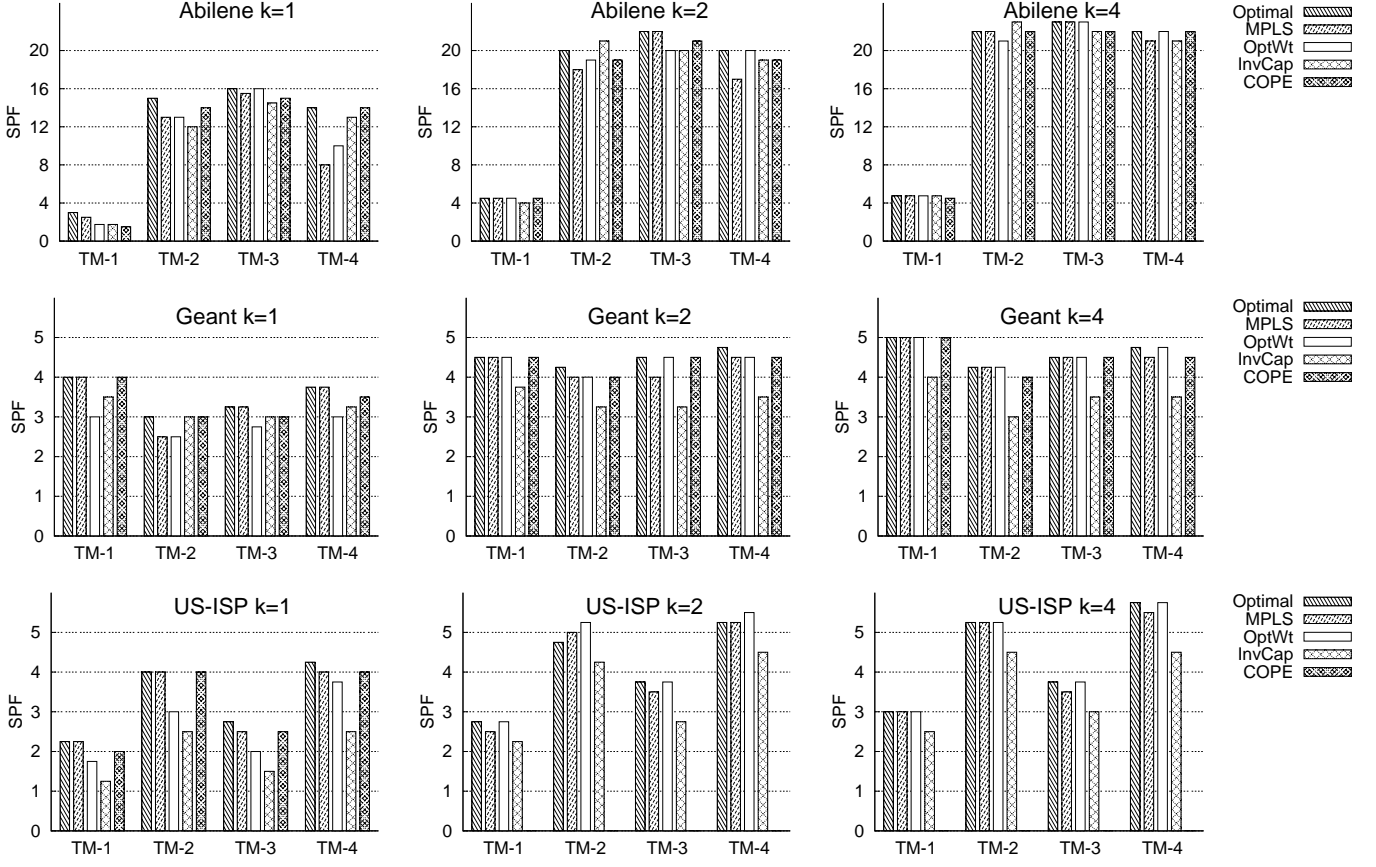 Abilene k=1
SPF
20
16
12
8
4
0
TM-1 TM-2 TM-3 TM-4
Abilene k=2
SPF
20
16
12
8
4
0
TM-1 TM-2 TM-3 TM-4
Abilene k=4
SPF
20
16
12
8
4
0
TM-1 TM-2 TM-3 TM-4
Optimal
MPLS
OptWt
InvCap
COPE
Geant k=1
SPF
5
4
3
2
1
0
TM-1 TM-2 TM-3 TM-4
Geant k=2
SPF
5
4
3
2
1
0
TM-1 TM-2 TM-3 TM-4
Geant k=4
SPF
5
4
3
2
1
0
TM-1 TM-2 TM-3 TM-4
Optimal
MPLS
OptWt
InvCap
COPE
US-ISP k=1
SPF
5
4
3
2
1
0
TM-1 TM-2 TM-3 TM-4
US-ISP k=2
SPF
5
4
3
2
1
0
TM-1 TM-2 TM-3 TM-4
US-ISP k=4
SPF
5
4
3
2
1
0
TM-1 TM-2 TM-3 TM-4
Optimal
MPLS
OptWt
InvCap
COPE